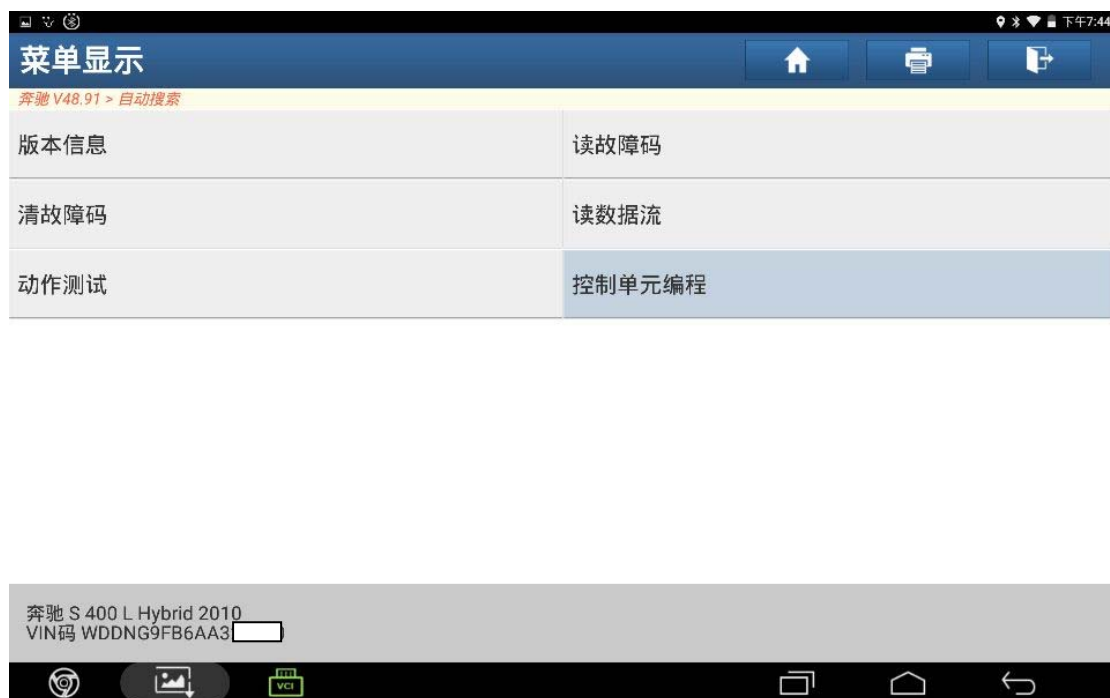 下午7:44
菜单显示
奔驰 V48.91 > 自动搜索
版本信息
读故障码
清故障码
读数据流
动作测试
控制单元编程
奔驰 S 400 L Hybrid 2010
VIN码 WDDNG9FB6AA3
VCI